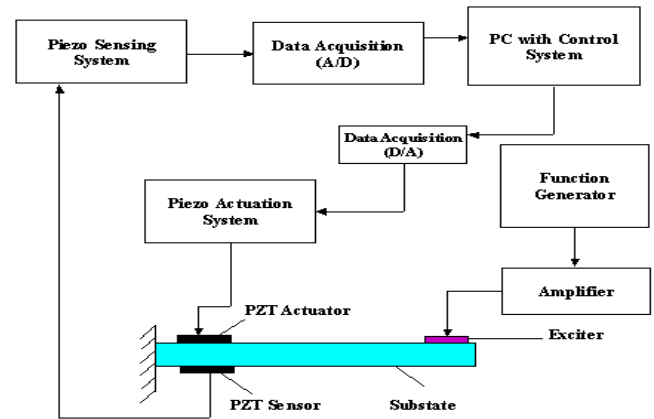 Piezo Sensing
System
Data Acquisition
(A/D)
PC with Control
System
Data Acquisition
(D/A)
Function
Generator
Piezo Actuation
System
Amplifier
PZT Actuator
Exciter
PZT Sensor
Substate